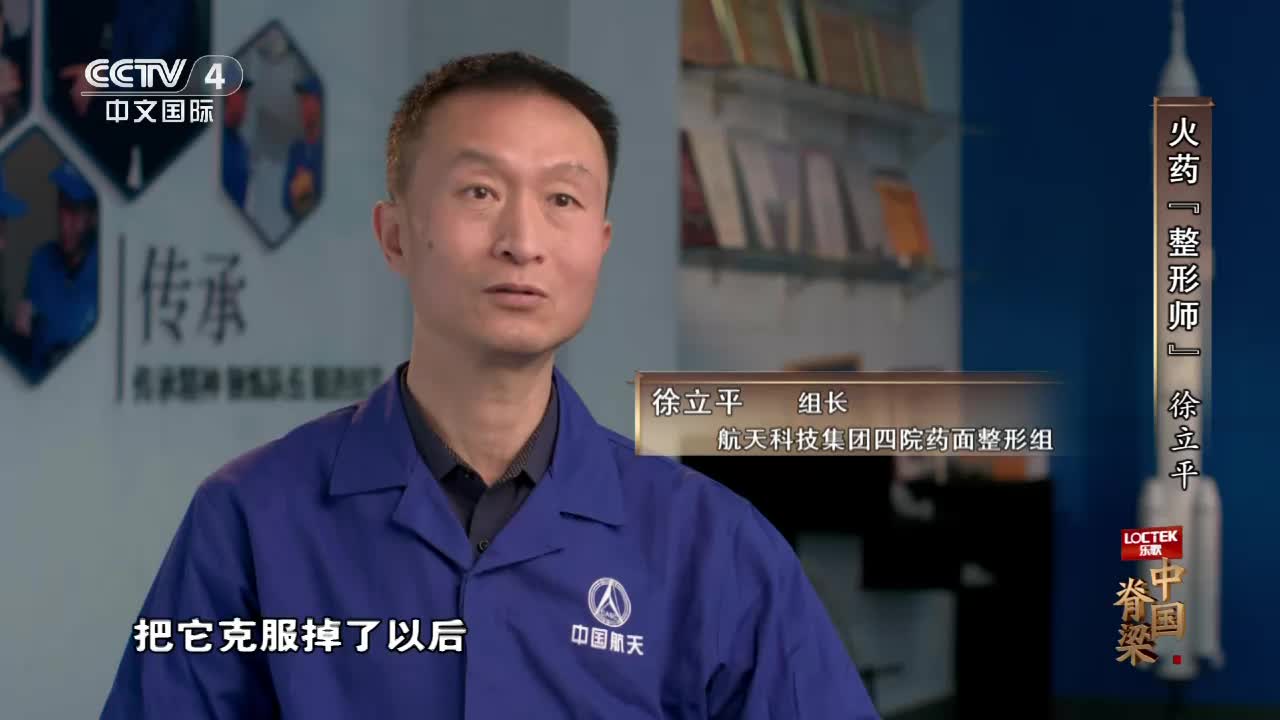 CCTV 4
中文国际
传承
火药『整形师』 徐立平
徐立平 组长
航天科技集团四院药面整形组
LOCTEK
乐歌
中国
脊梁
中国航天
把它克服掉了以后